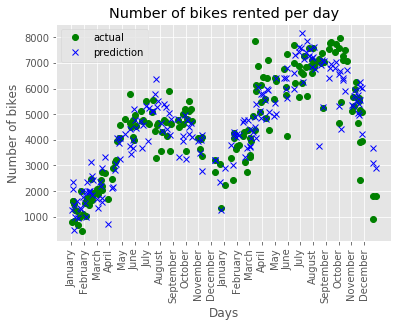 Number of bikes rented per day
actual
prediction
Number of bikes
8000
7000
6000
5000
4000
3000
2000
1000
January
February
March
April
May
June
July
August
September
October
November
December
January
February
March
April
May
June
July
August
September
October
November
December
Days